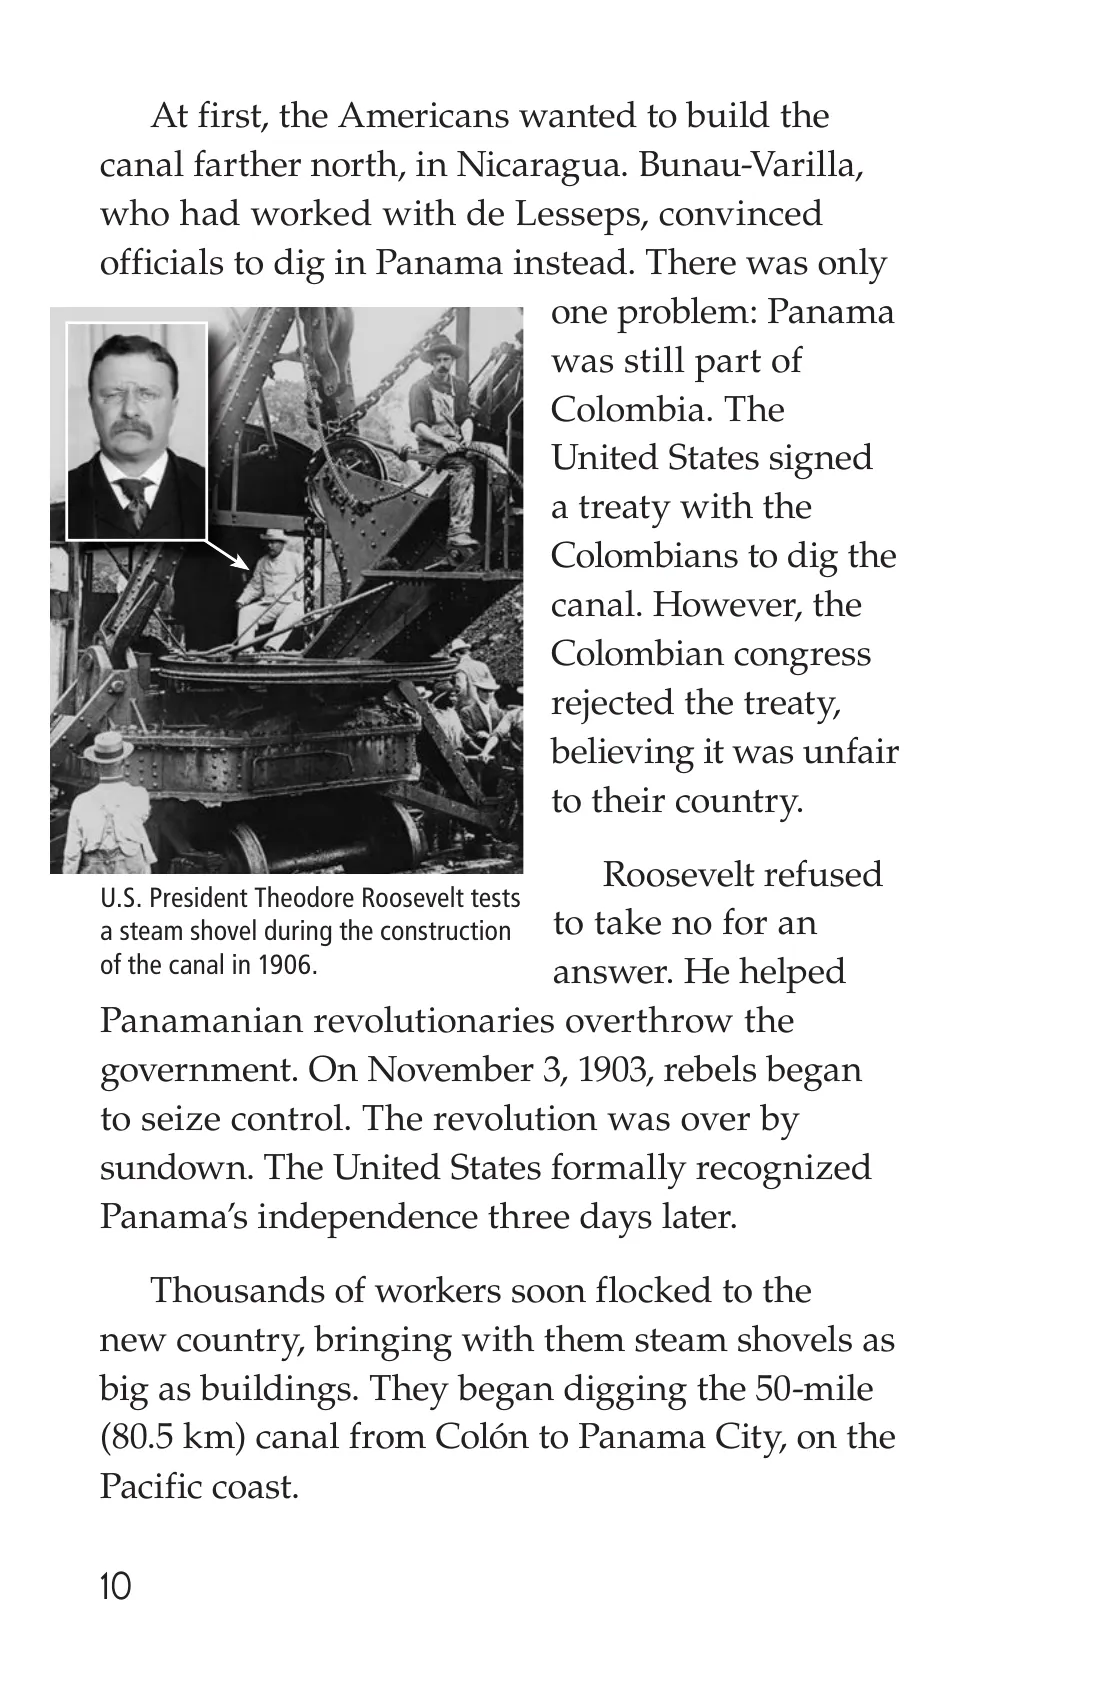 At first, the Americans wanted to build the
canal farther north, in Nicaragua. Bunau-Varilla,
who had worked with de Lesseps, convinced
officials to dig in Panama instead. There was only
one problem: Panama
was still part of
Colombia. The
United States signed
a treaty with the
Colombians to dig the
canal. However, the
Colombian congress
rejected the treaty,
believing it was unfair
to their country.
U.S. President Theodore Roosevelt tests
a steam shovel during the construction
of the canal in 1906.
Roosevelt refused
to take no for an
answer. He helped
Panamanian revolutionaries overthrow the
government. On November 3, 1903, rebels began
to seize control. The revolution was over by
sundown. The United States formally recognized
Panama’s independence three days later.
Thousands of workers soon flocked to the
new country, bringing with them steam shovels as
big as buildings. They began digging the 50-mile
(80.5 km) canal from Colón to Panama City, on the
Pacific coast.
10